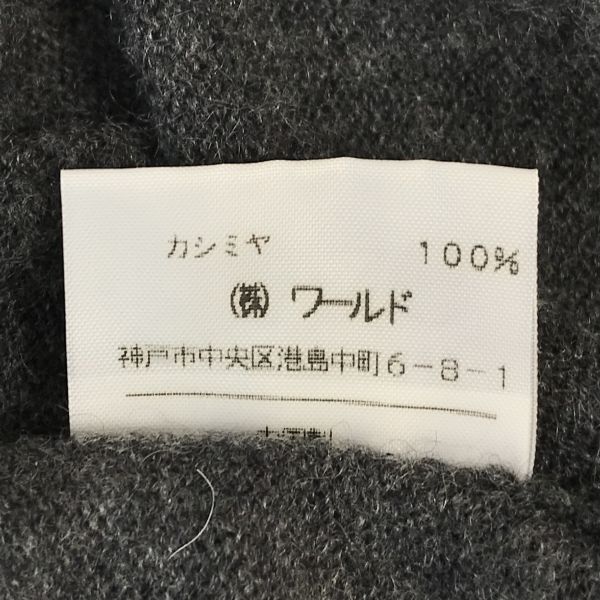 カシミヤ 100%
(株) ワールド
神戸市中央区港島中町6-8-1